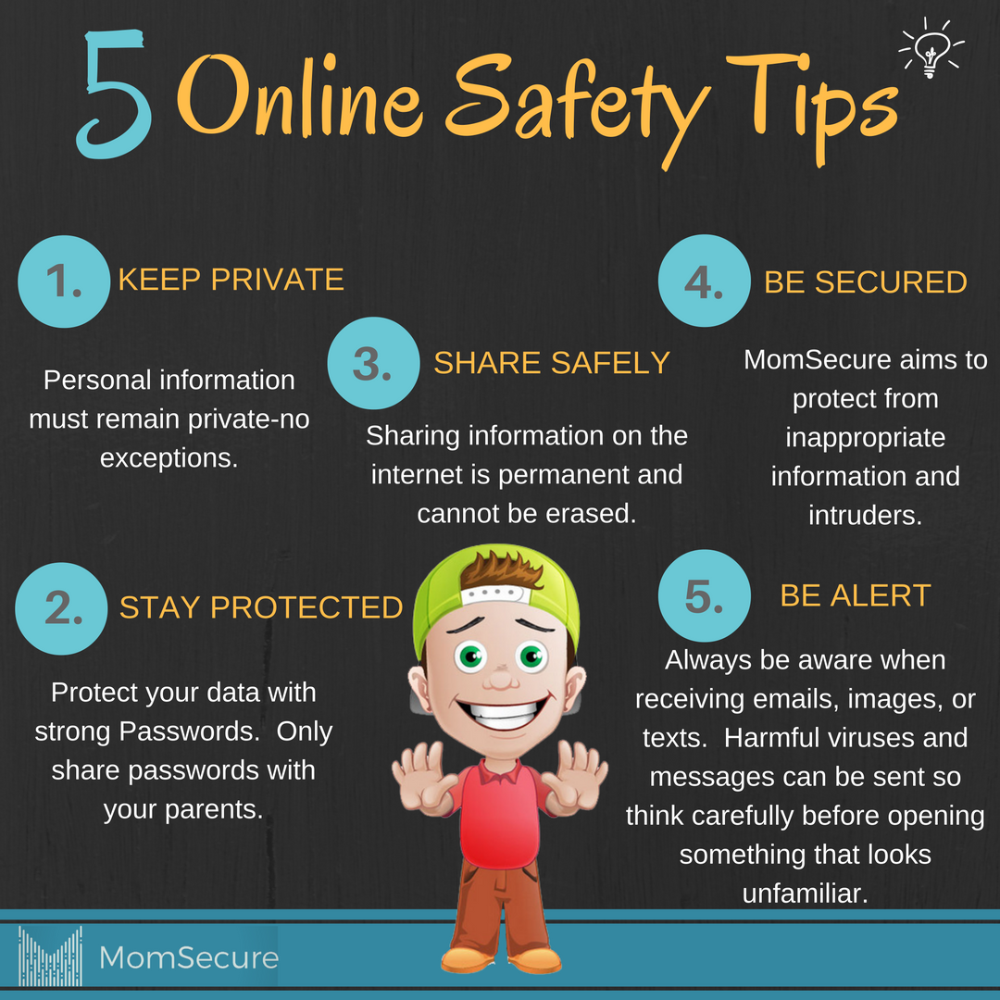 5 Online Safety Tips
1. KEEP PRIVATE
Personal information
must remain private-no
exceptions.
2. STAY PROTECTED
Protect your data with
strong Passwords.  Only
share passwords with
your parents.
3. SHARE SAFELY
Sharing information on the
internet is permanent and
cannot be erased.
4. BE SECURED
MomSecure aims to
protect from
inappropriate
information and
intruders.
5. BE ALERT
Always be aware when
receiving emails, images, or
texts.  Harmful viruses and
messages can be sent so
think carefully before opening
something that looks
unfamiliar.
MomSecure